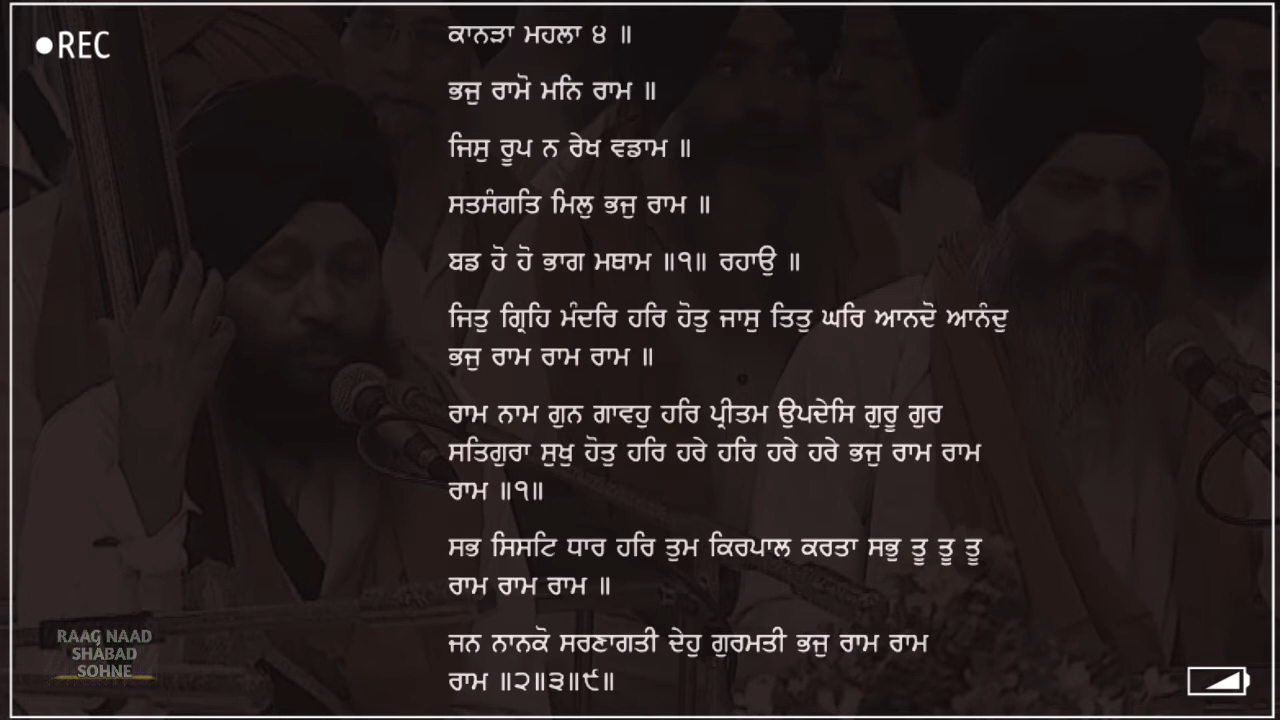 REC
ਕਾਨੜਾ ਮਹਲਾ ੪ ॥
ਭਜੁ ਰਾਮੋ ਮਨਿ ਰਾਮ ॥
ਜਿਸੁ ਰੂਪ ਨ ਰੇਖ ਵਡਾਮ ॥
ਸਤਸੰਗਤਿ ਮਿਲੁ ਭਜੁ ਰਾਮ ॥
ਬਡ ਹੋ ਹੋ ਭਾਗ ਮਥਾਮ ॥੧॥ ਰਹਾਉ ॥
ਜਿਤੁ ਗ੍ਰਿਹਿ ਮੰਦਰਿ ਹਰਿ ਹੋਤੁ ਜਾਸੁ ਤਿਤੁ ਘਰਿ ਆਨਦੋ ਆਨੰਦੁ
ਭਜੁ ਰਾਮ ਰਾਮ ਰਾਮ ॥
ਰਾਮ ਨਾਮ ਗੁਨ ਗਾਵਹੁ ਹਰਿ ਪ੍ਰੀਤਮ ਉਪਦੇਸਿ ਗੁਰੂ ਗੁਰ
ਸਤਿਗੁਰਾ ਸੁਖੁ ਹੋਤੁ ਹਰਿ ਹਰੇ ਹਰਿ ਹਰੇ ਹਰੇ ਭਜੁ ਰਾਮ ਰਾਮ
ਰਾਮ ॥੧॥
ਸਭ ਸਿਸਟਿ ਧਾਰ ਹਰਿ ਤੁਮ ਕਿਰਪਾਲ ਕਰਤਾ ਸਭੁ ਤੂ ਤੂ ਤੂ
ਰਾਮ ਰਾਮ ਰਾਮ ॥
ਜਨ ਨਾਨਕੋ ਸਰਣਾਗਤੀ ਦੇਹੁ ਗੁਰਮਤੀ ਭਜੁ ਰਾਮ ਰਾਮ
ਰਾਮ ॥੨॥੩॥੯॥
RAAG NAAD
SHABAD
SOHNE